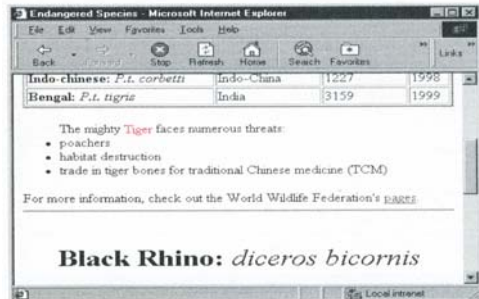 Endangered Species - Microsoft Internet Explorer
File Edit View Favorites Tools Help
Back Forward Stop Refresh Home Search Favorites Links
Indo-chinese: P.t. corbetti Indo-China 1227 1998
Bengal: P.t. tigris India 3159 1999
The mighty Tiger faces numerous threats:
• poachers
• habitat destruction
• trade in tiger bones for traditional Chinese medicine (TCM)
For more information, check out the World Wildlife Federation's pages.
Black Rhino: diceros bicornis
Local intranet